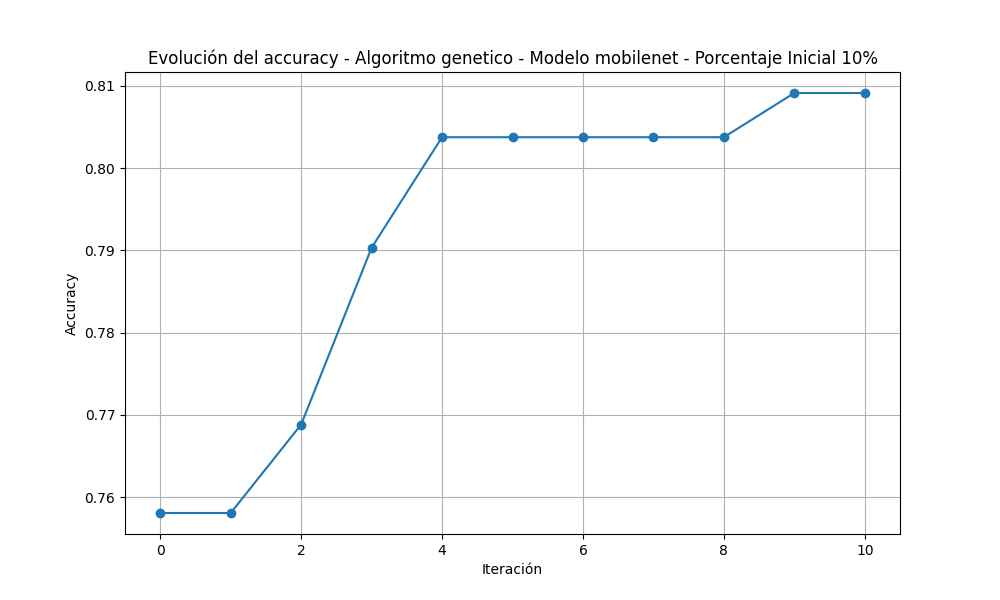 Evolución del accuracy - Algoritmo genetico - Modelo mobilenet - Porcentaje Inicial 10%
0.81
0.80
0.79
0.78
0.77
0.76
Accuracy
0 2 4 6 8 10
Iteración